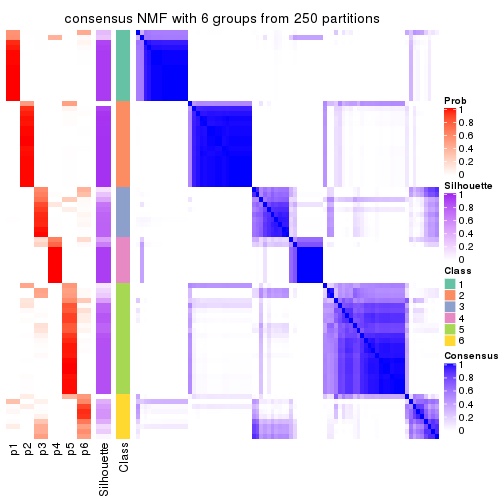 consensus NMF with 6 groups from 250 partitions
Prob
1
0.8
0.6
0.4
0.2
0
Silhouette
1
0.8
0.6
0.4
0.2
0
Class
1
2
3
4
5
6
Consensus
1
0.8
0.6
0.4
0.2
0
p1
p2
p3
p4
p5
p6
Silhouette
Class